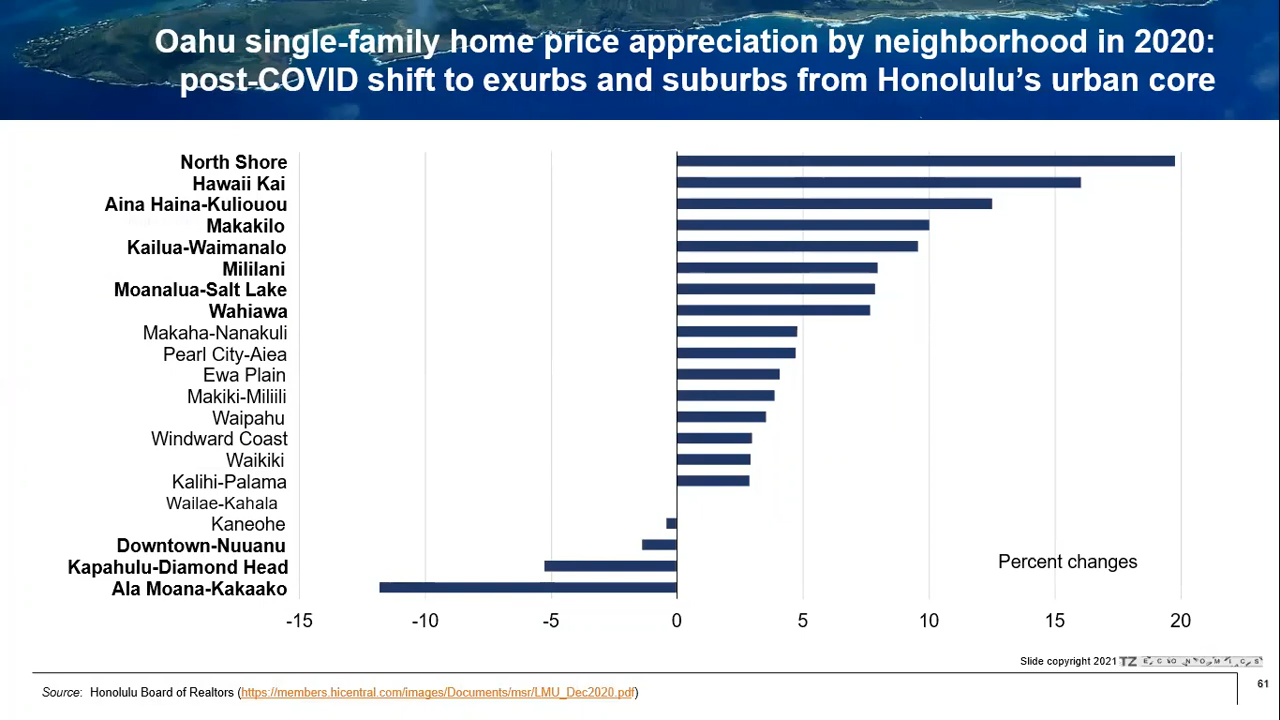 Oahu single-family home price appreciation by neighborhood in 2020:
post-COVID shift to exurbs and suburbs from Honolulu’s urban core
North Shore
Hawaii Kai
Aina Haina-Kuliouou
Makakilo
Kailua-Waimanalo
Mililani
Moanalua-Salt Lake
Wahiawa
Makaha-Nanakuli
Pearl City-Aiea
Ewa Plain
Makiki-Miliili
Waipahu
Windward Coast
Waikiki
Kalihi-Palama
Wailae-Kahala
Kaneohe
Downtown-Nuuanu
Kapahulu-Diamond Head
Ala Moana-Kakaako
Percent changes
-15 -10 -5 0 5 10 15 20
Slide copyright 2021 TZ ECONOMICS
Source: Honolulu Board of Realtors (https://members.hicentral.com/images/Documents/msr/LMU_Dec2020.pdf)
61